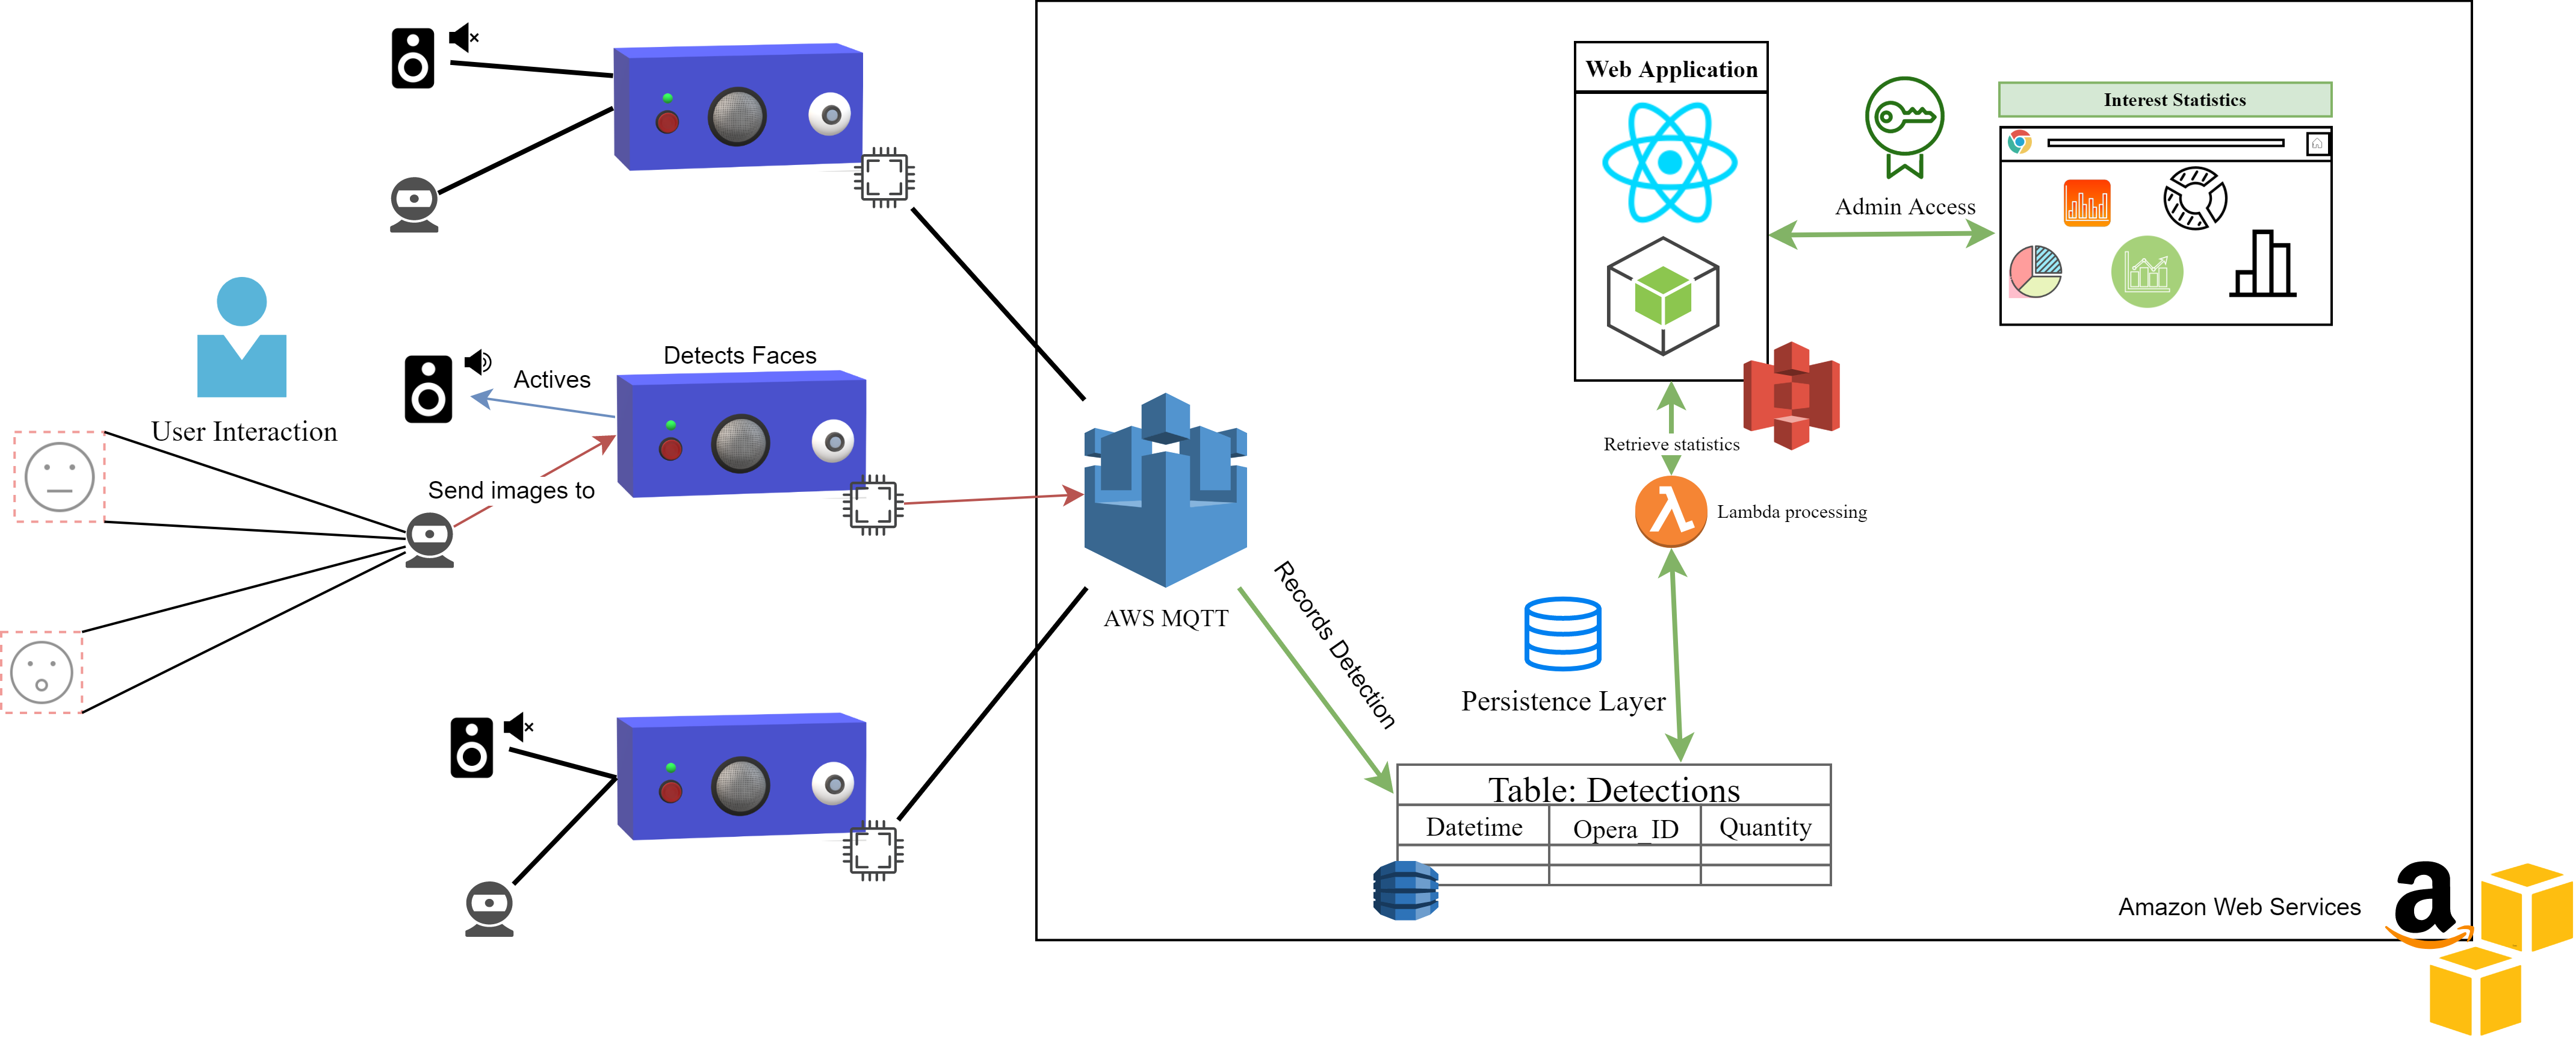 User Interaction
Actives
Detects Faces
Send images to
AWS MQTT
Records Detection
Web Application
Admin Access
Interest Statistics
Retrieve statistics
Lambda processing
Persistence Layer
Table: Detections
Datetime
Opera_ID
Quantity
Amazon Web Services
a